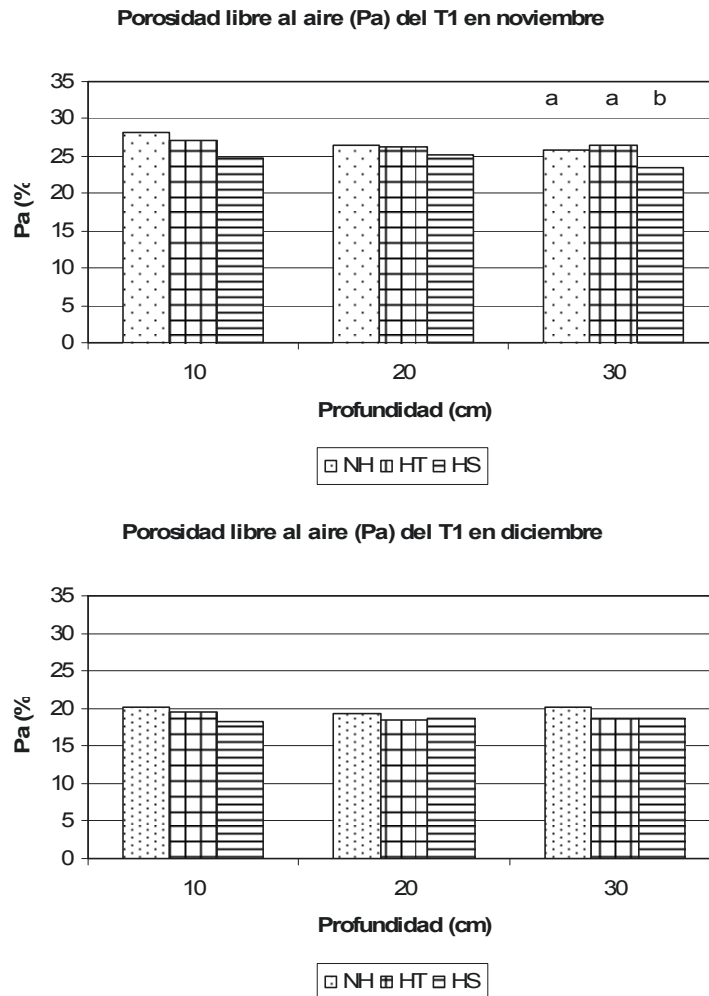 Porosidad libre al aire (Pa) del T1 en noviembre
35
30
25
20
15
10
5
0
Pa (%
a a b
10 20 30
Profundidad (cm)
NH HT HS
Porosidad libre al aire (Pa) del T1 en diciembre
35
30
25
20
15
10
5
0
Pa (%
10 20 30
Profundidad (cm)
NH HT HS